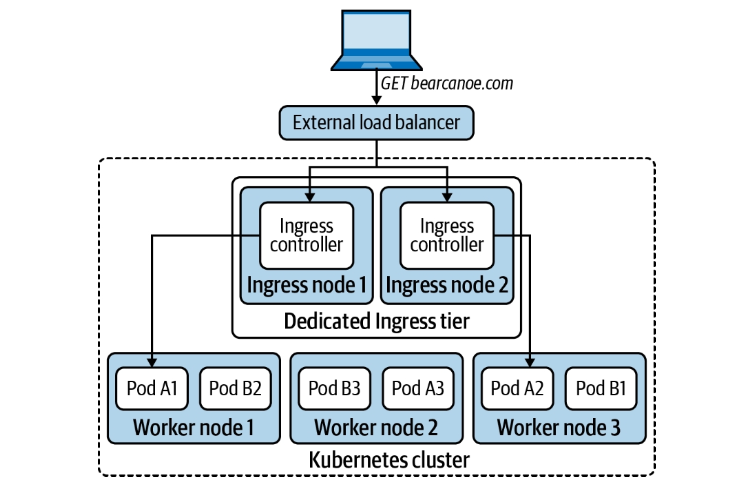 GET bearcanoe.com
External load balancer
Ingress
controller
Ingress
controller
Ingress node 1
Ingress node 2
Dedicated Ingress tier
Pod A1
Pod B2
Pod B3
Pod A3
Pod A2
Pod B1
Worker node 1
Worker node 2
Worker node 3
Kubernetes cluster